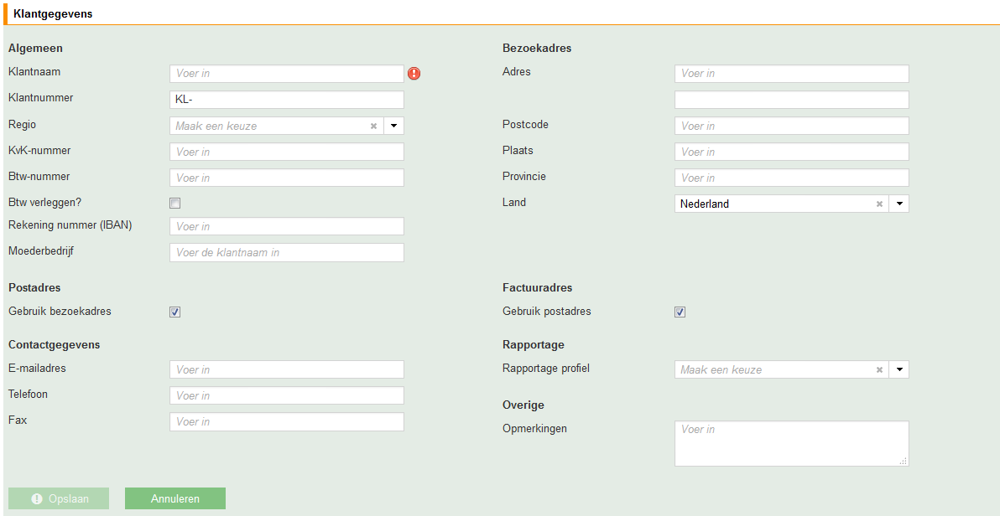 Klantgegevens
Algemeen
Klantnaam Voer in
Klantnummer KL-
Regio Maak een keuze
KvK-nummer Voer in
Btw-nummer Voer in
Btw verleggen?
Rekening nummer (IBAN) Voer in
Moederbedrijf Voer de klantnaam in
Bezoekadres
Adres Voer in
Postcode Voer in
Plaats Voer in
Provincie Voer in
Land Nederland
Postadres
Gebruik bezoekadres
Factuuradres
Gebruik postadres
Contactgegevens
E-mailadres Voer in
Telefoon Voer in
Fax Voer in
Rapportage
Rapportage profiel Maak een keuze
Overige
Opmerkingen Voer in
Opslaan Annuleren